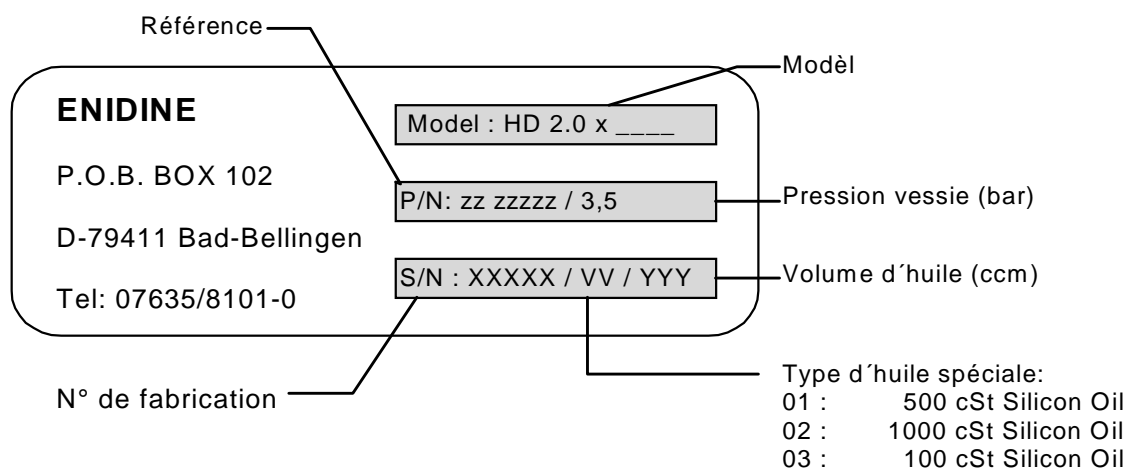 Référence
Modèl
ENIDINE
Model : HD 2.0 x ____
P.O.B. BOX 102
P/N: zz zzzzz / 3,5
Pression vessie (bar)
D-79411 Bad-Bellingen
S/N : XXXXX / VV / YYY
Volume d´huile (ccm)
Tel: 07635/8101-0
N° de fabrication
Type d´huile spéciale:
01 : 500 cSt Silicon Oil
02 : 1000 cSt Silicon Oil
03 : 100 cSt Silicon Oil